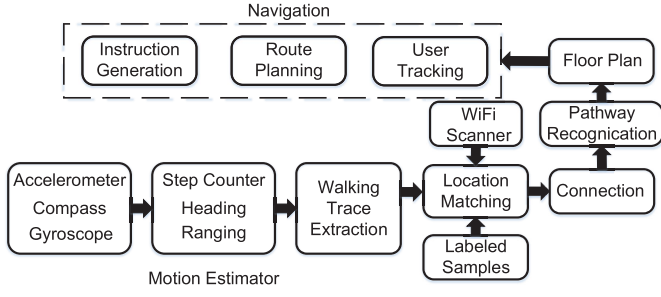 Navigation
Instruction
Generation
Route
Planning
User
Tracking
Floor Plan
WiFi
Scanner
Pathway
Recognication
Accelerometer
Compass
Gyroscope
Step Counter
Heading
Ranging
Walking
Trace
Extraction
Location
Matching
Connection
Labeled
Samples
Motion Estimator